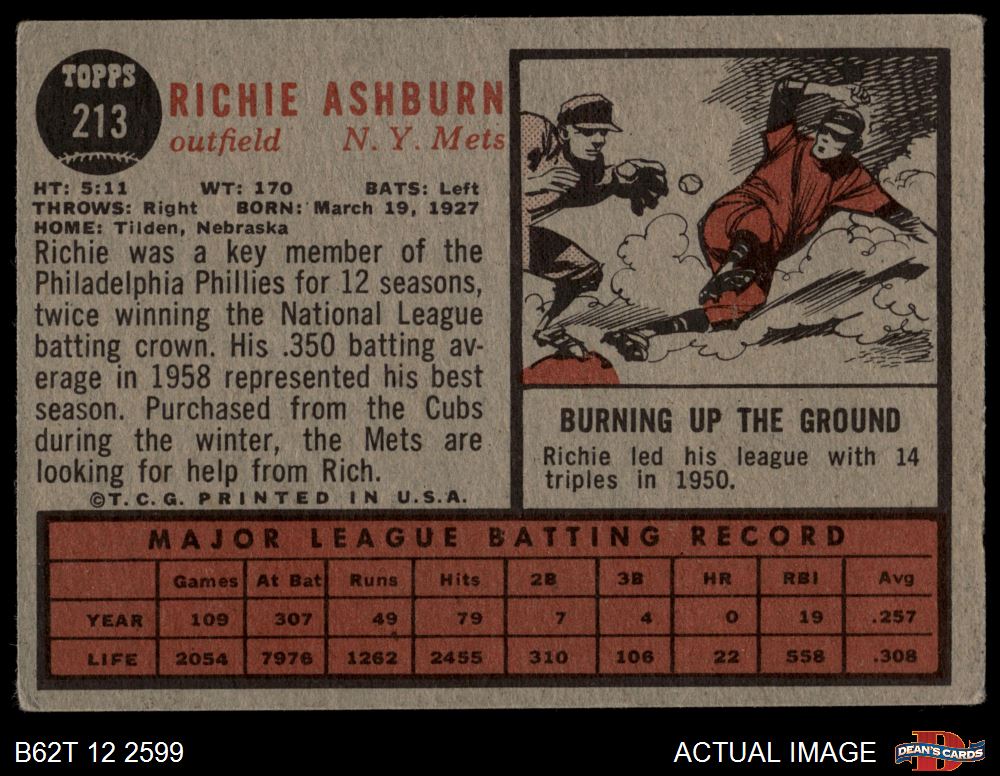 TOPPS
213
RICHIE ASHBURN
outfield N. Y. Mets
HT: 5:11 WT: 170 BATS: Left
THROWS: Right BORN: March 19, 1927
HOME: Tilden, Nebraska
Richie was a key member of the
Philadelphia Phillies for 12 seasons,
twice winning the National League
batting crown. His .350 batting av-
erage in 1958 represented his best
season. Purchased from the Cubs
during the winter, the Mets are
looking for help from Rich.
©T. C. G. PRINTED IN U.S.A.
BURNING UP THE GROUND
Richie led his league with 14
triples in 1950.
MAJOR LEAGUE BATTING RECORD
Games At Bat Runs Hits 2B 3B HR RBI Avg
YEAR 109 307 49 79 7 4 0 19 .257
LIFE 2054 7976 1262 2455 310 106 22 558 .308
B62T 12 2599
ACTUAL IMAGE
D
DEAN'S CARDS